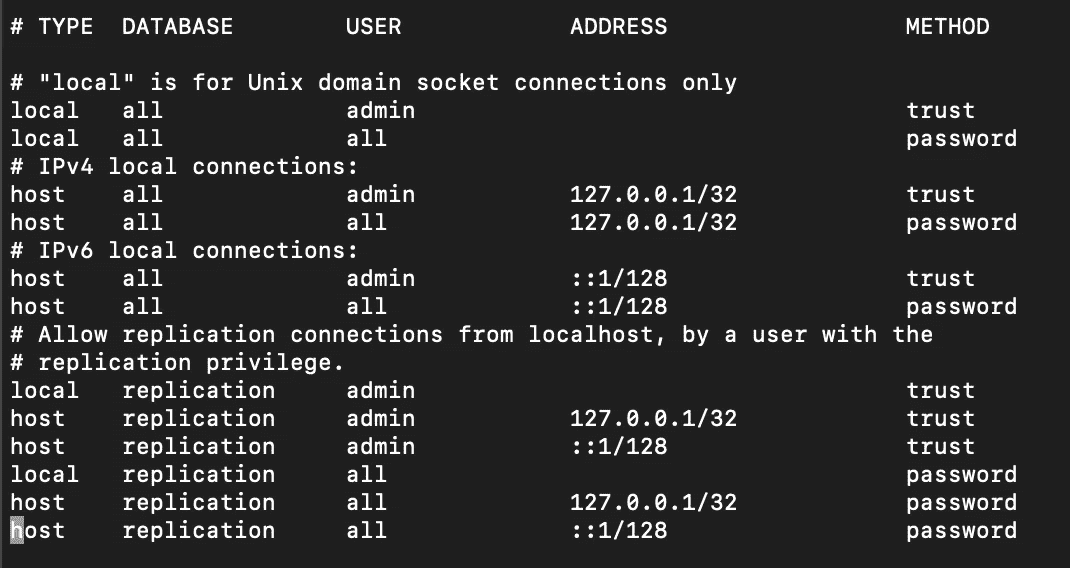 # TYPE  DATABASE        USER            ADDRESS                 METHOD
# "local" is for Unix domain socket connections only
local   all             admin                                   trust
local   all             all                                     password
# IPv4 local connections:
host    all             admin           127.0.0.1/32            trust
host    all             all             127.0.0.1/32            password
# IPv6 local connections:
host    all             admin           ::1/128                 trust
host    all             all             ::1/128                 password
# Allow replication connections from localhost, by a user with the
# replication privilege.
local   replication     admin                                   trust
host    replication     admin           127.0.0.1/32            trust
host    replication     admin           ::1/128                 trust
local   replication     all                                     password
host    replication     all             127.0.0.1/32            password
host    replication     all             ::1/128                 password